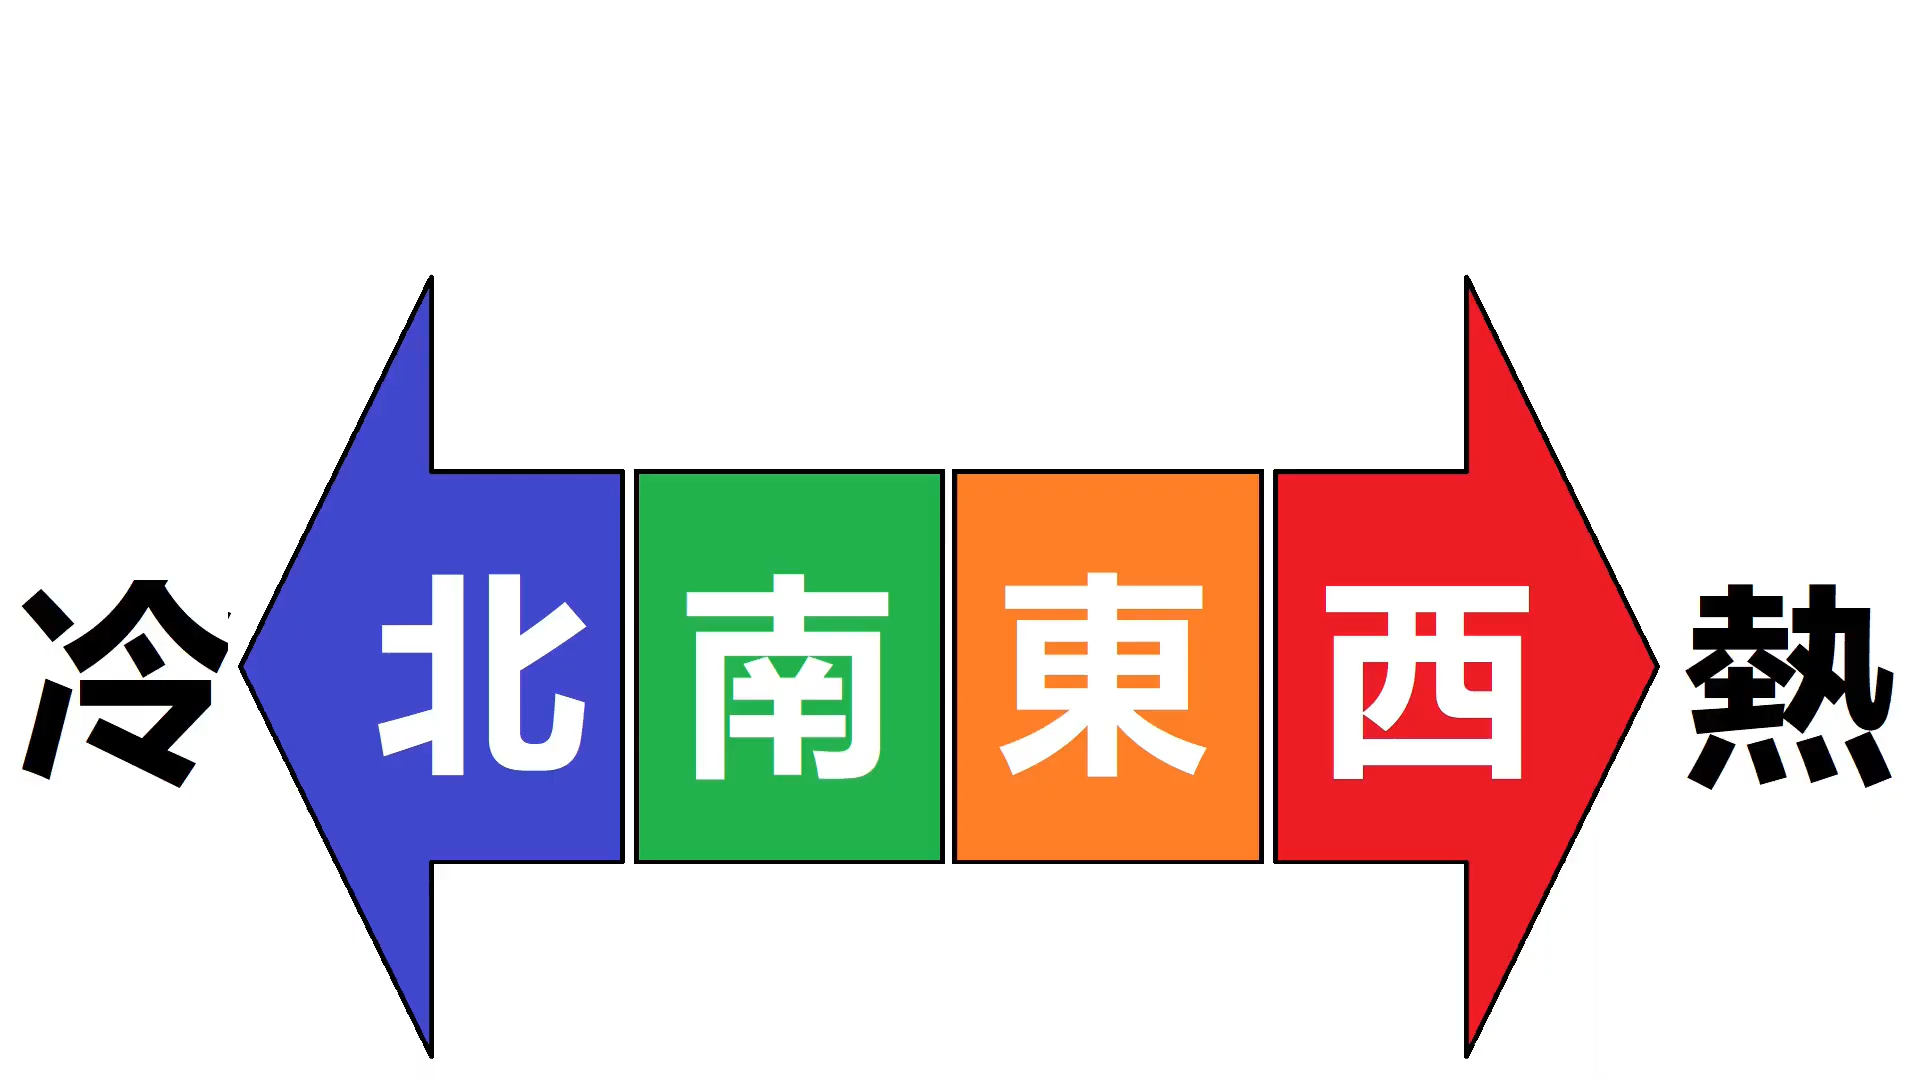 冷 北 南 東 西 熱